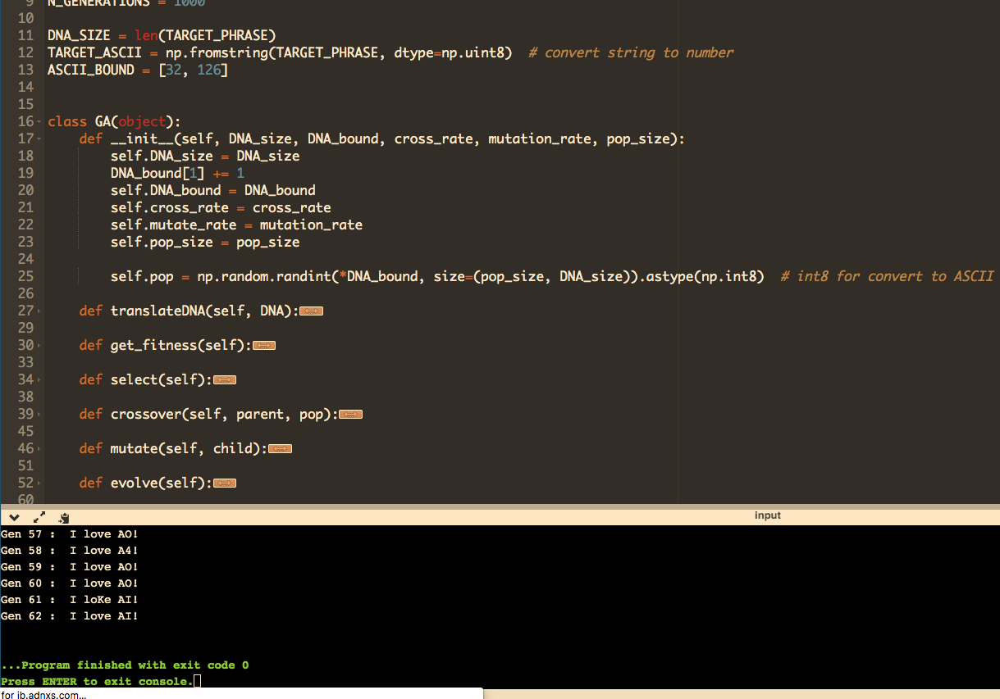 9 N_GENERATIONS = 1000
10
11 DNA_SIZE = len(TARGET_PHRASE)
12 TARGET_ASCII = np.fromstring(TARGET_PHRASE, dtype=np.uint8)  # convert string to number
13 ASCII_BOUND = [32, 126]
14
15
16 class GA(object):
17     def __init__(self, DNA_size, DNA_bound, cross_rate, mutation_rate, pop_size):
18         self.DNA_size = DNA_size
19         DNA_bound[1] += 1
20         self.DNA_bound = DNA_bound
21         self.cross_rate = cross_rate
22         self.mutate_rate = mutation_rate
23         self.pop_size = pop_size
24
25         self.pop = np.random.randint(*DNA_bound, size=(pop_size, DNA_size)).astype(np.int8)  # int8 for convert to ASCII
26
27     def translateDNA(self, DNA):
29
30     def get_fitness(self):
33
34     def select(self):
38
39     def crossover(self, parent, pop):
45
46     def mutate(self, child):
51
52     def evolve(self):
60
input
Gen 57 :  I love AO!
Gen 58 :  I love A4!
Gen 59 :  I love AO!
Gen 60 :  I love AO!
Gen 61 :  I loKe AI!
Gen 62 :  I love AI!
...Program finished with exit code 0
Press ENTER to exit console.
for ib.adnxs.com...